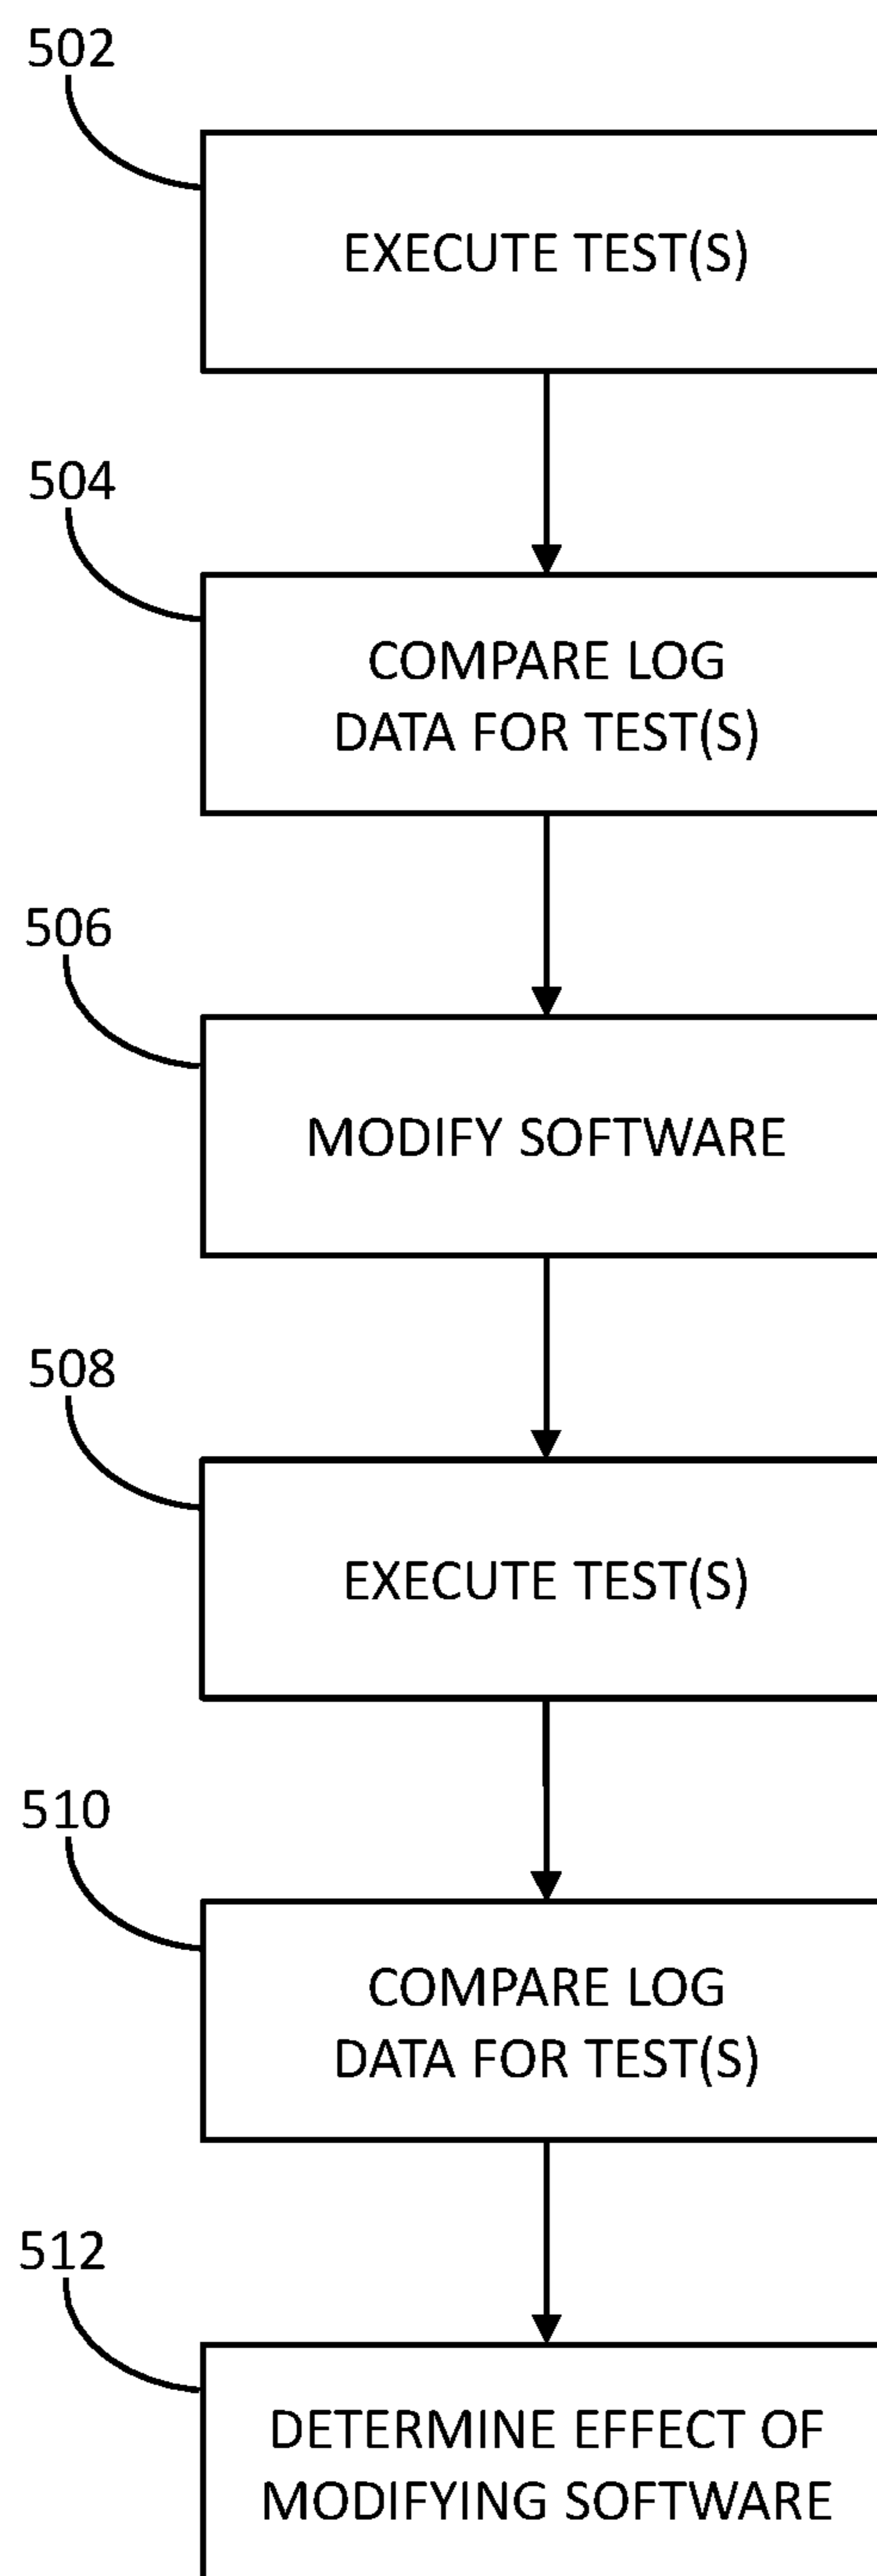 502
EXECUTE TEST(S)
504
COMPARE LOG
DATA FOR TEST(S)
506
MODIFY SOFTWARE
508
EXECUTE TEST(S)
510
COMPARE LOG
DATA FOR TEST(S)
512
DETERMINE EFFECT OF
MODIFYING SOFTWARE